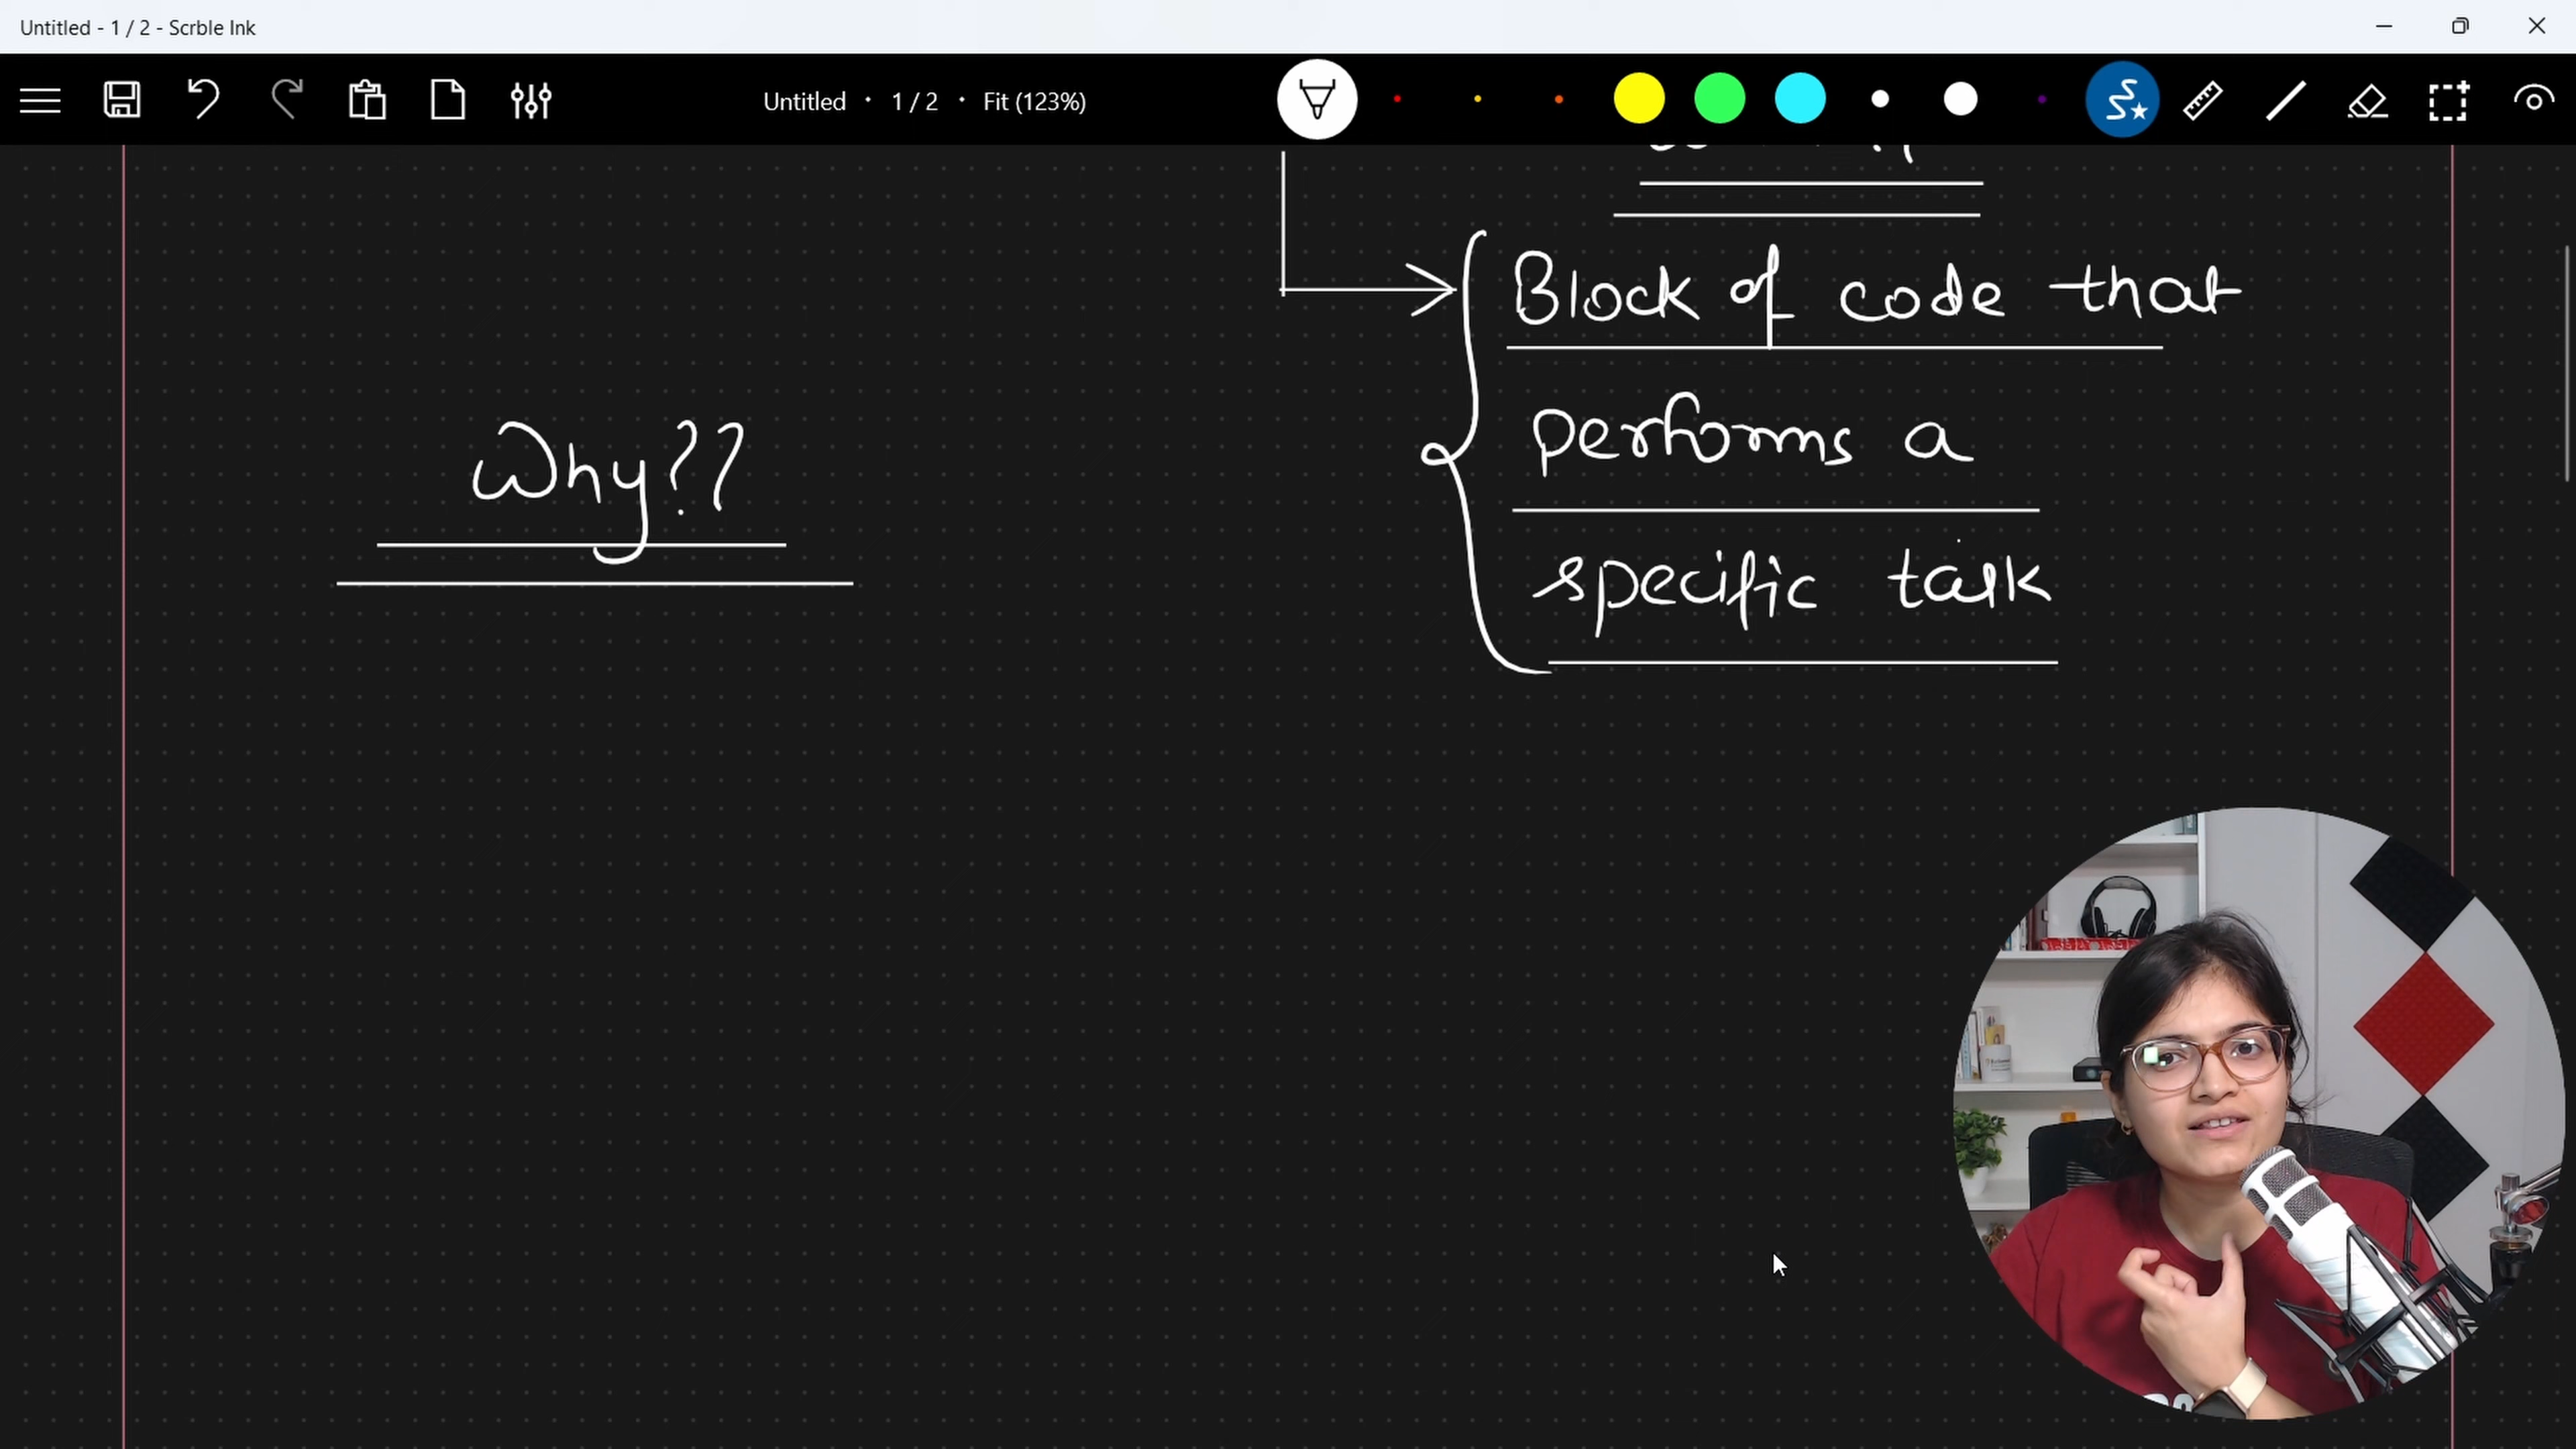 Untitled - 1 / 2 - Scrble Ink
Untitled • 1 / 2 • Fit (123%)
Block of code that
performs a
specific task
Why??